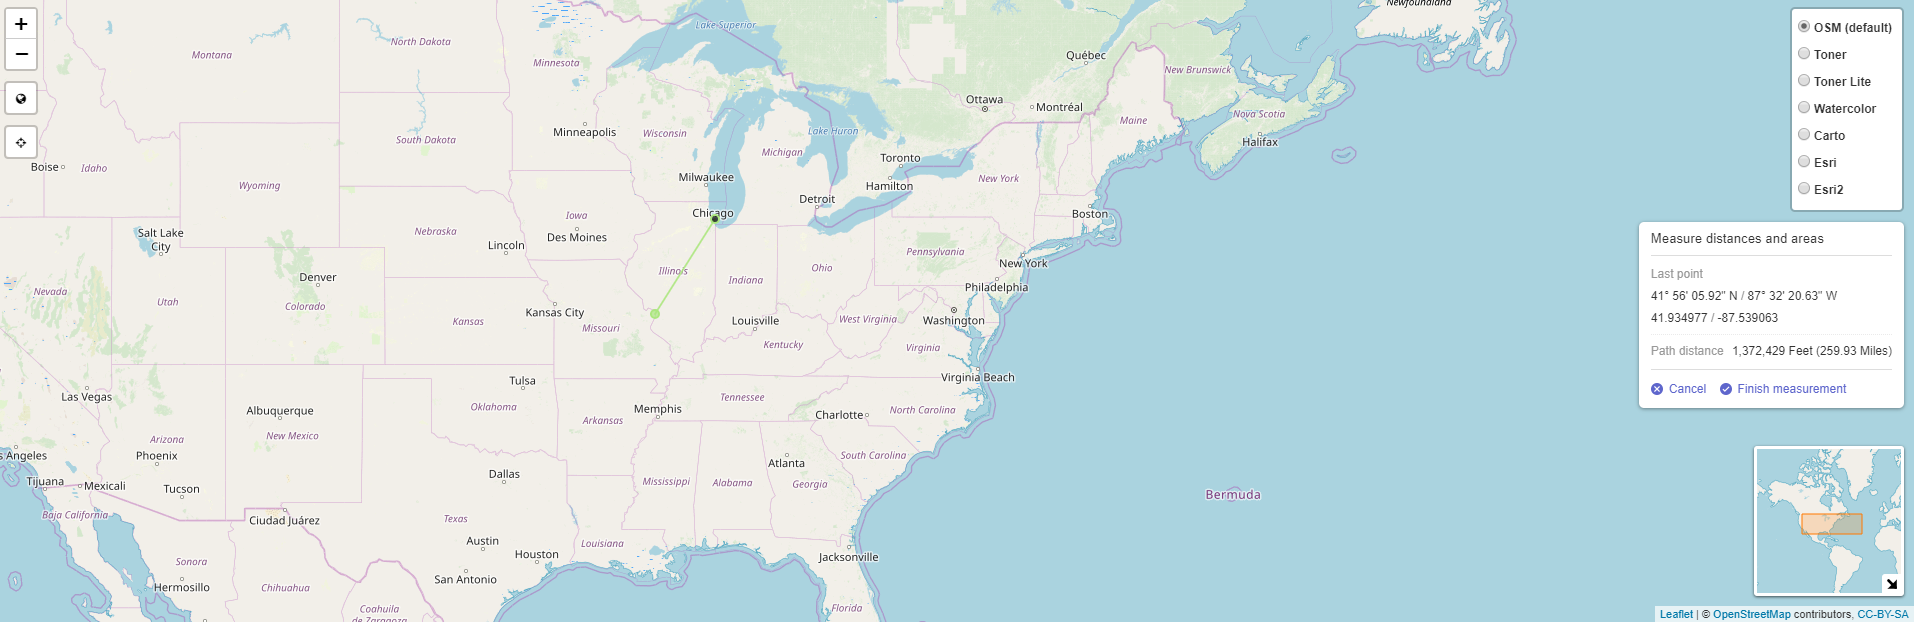 +
−
Newfoundland
Lake Superior
North Dakota
Montana
Minnesota
Québec
New Brunswick
Ottawa
Montréal
Maine
Nova Scotia
Halifax
Minneapolis
Wisconsin
Lake Huron
South Dakota
Michigan
Toronto
Boise
Idaho
Wyoming
Milwaukee
Hamilton
New York
Detroit
Chicago
Iowa
Boston
Salt Lake
City
Nebraska
Lincoln
Des Moines
Pennsylvania
New York
Illinois
Indiana
Ohio
Denver
Nevada
Utah
Colorado
Philadelphia
Kansas City
Kansas
Missouri
Louisville
West Virginia
Washington
Kentucky
Virginia
Tulsa
Virginia Beach
Las Vegas
Albuquerque
Oklahoma
Memphis
Tennessee
Charlotte
North Carolina
New Mexico
Arkansas
Arizona
Phoenix
s Angeles
South Carolina
Atlanta
Dallas
Mississippi
Alabama
Georgia
Tijuana
Mexicali
Tucson
Bermuda
Baja California
Ciudad Juárez
Texas
Austin
Louisiana
Houston
Jacksonville
Sonora
Hermosillo
Chihuahua
San Antonio
Coahuila
de Zaragoza
Florida
OSM (default)
Toner
Toner Lite
Watercolor
Carto
Esri
Esri2
Measure distances and areas
Last point
41° 56' 05.92" N / 87° 32' 20.63" W
41.934977 / -87.539063
Path distance 1,372,429 Feet (259.93 Miles)
Cancel Finish measurement
Leaflet | © OpenStreetMap contributors, CC-BY-SA